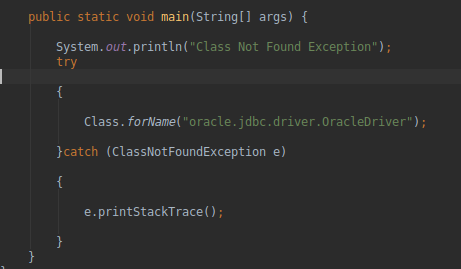 public static void main(String[] args) {
System.out.println("Class Not Found Exception");
try
{
Class.forName("oracle.jdbc.driver.OracleDriver");
}catch (ClassNotFoundException e)
{
e.printStackTrace();
}
}
}